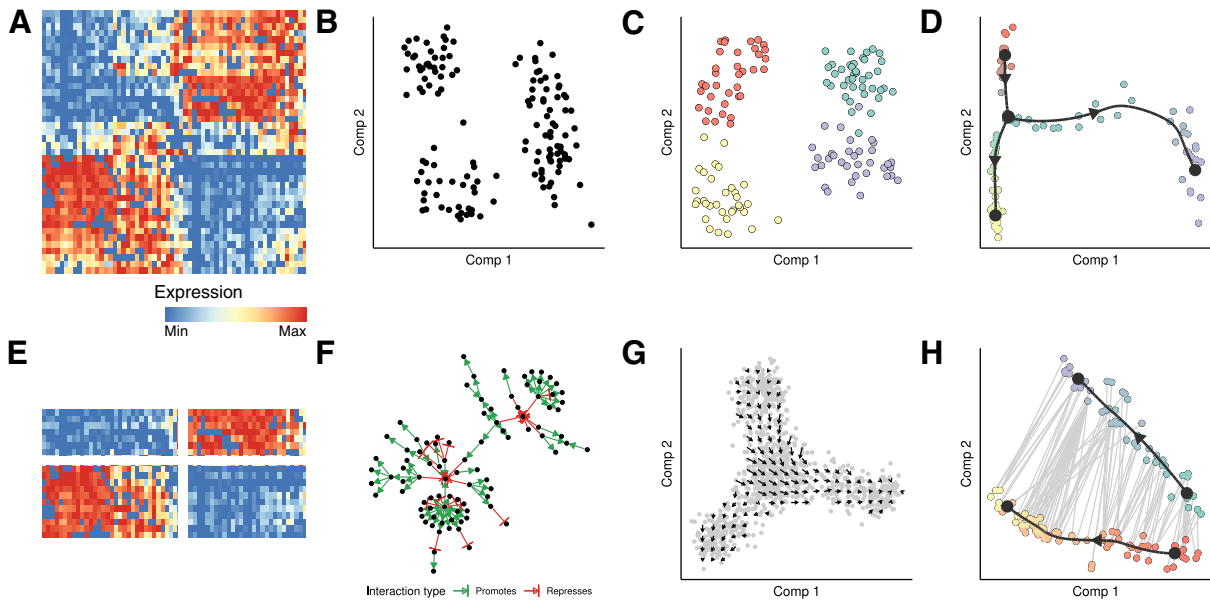 A
B
C
D
Comp 2
Comp 2
Comp 2
Comp 1
Comp 1
Comp 1
Expression
Min
Max
E
F
G
H
Comp 2
Comp 2
Interaction type
Promotes
Represses
Comp 1
Comp 1